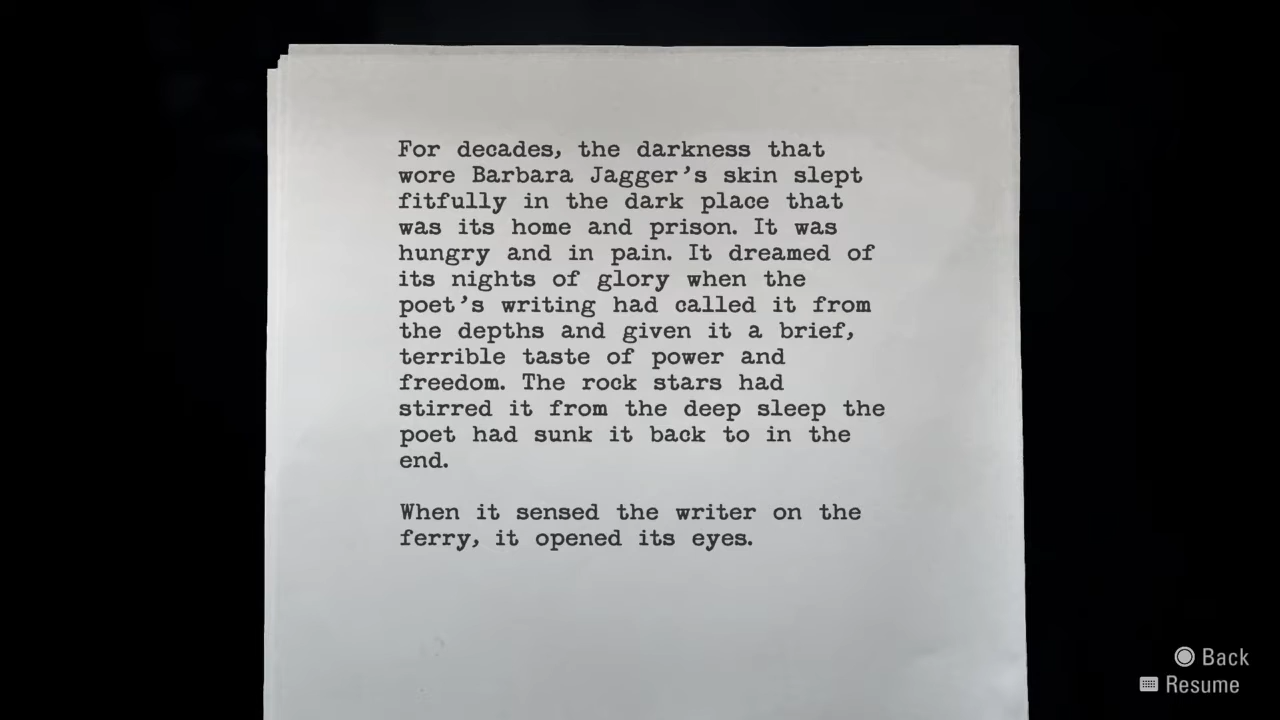 For decades, the darkness that
wore Barbara Jagger's skin slept
fitfully in the dark place that
was its home and prison. It was
hungry and in pain. It dreamed of
its nights of glory when the
poet's writing had called it from
the depths and given it a brief,
terrible taste of power and
freedom. The rock stars had
stirred it from the deep sleep the
poet had sunk it back to in the
end.
When it sensed the writer on the
ferry, it opened its eyes.
Back
Resume